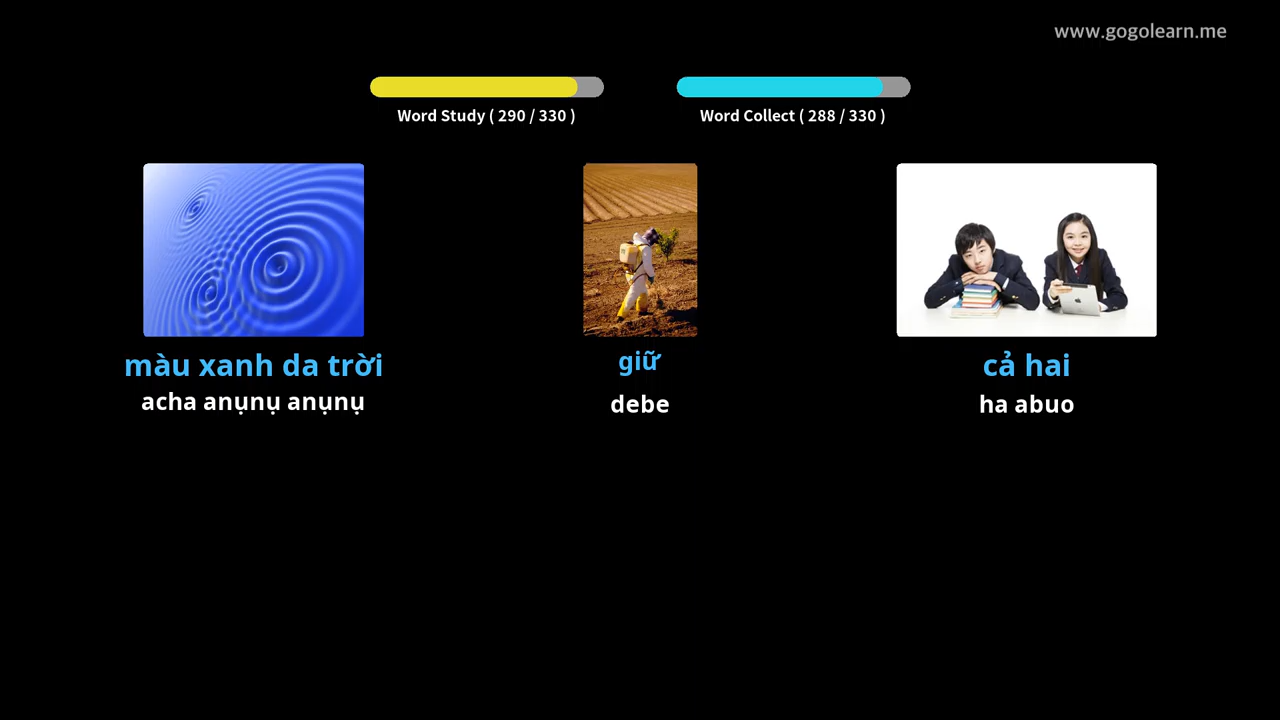 www.gogolearn.me
Word Study ( 290 / 330 )
Word Collect ( 288 / 330 )
màu xanh da trời
giữ
cả hai
acha anụnụ anụnụ
debe
ha abuo